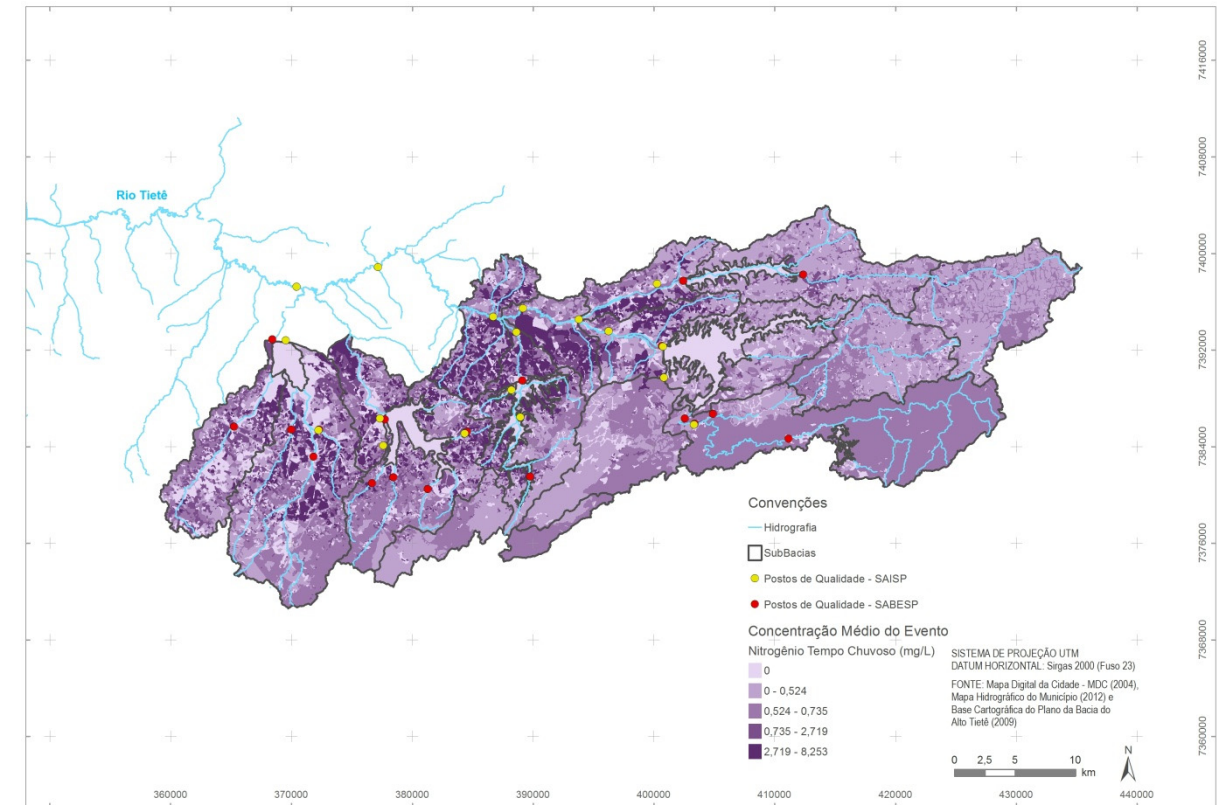 7416000
7408000
Rio Tietê
7400000
7392000
7384000
Convenções
Hidrografia
SubBacias
7376000
Postos de Qualidade - SAISP
Postos de Qualidade - SABESP
Concentração Médio do Evento
Nitrogênio Tempo Chuvoso (mg/L)
0
0 - 0,524
0,524 - 0,735
0,735 - 2,719
2,719 - 8,253
SISTEMA DE PROJEÇÃO UTM
DATUM HORIZONTAL: Sirgas 2000 (Fuso 23)
FONTE: Mapa Digital da Cidade - MDC (2004),
Mapa Hidrográfico do Município (2012) e
Base Cartográfica do Plano da Bacia do
Alto Tietê (2009)
7368000
7360000
0 2,5 5 10
km
N
360000 370000 380000 390000 400000 410000 420000 430000 440000